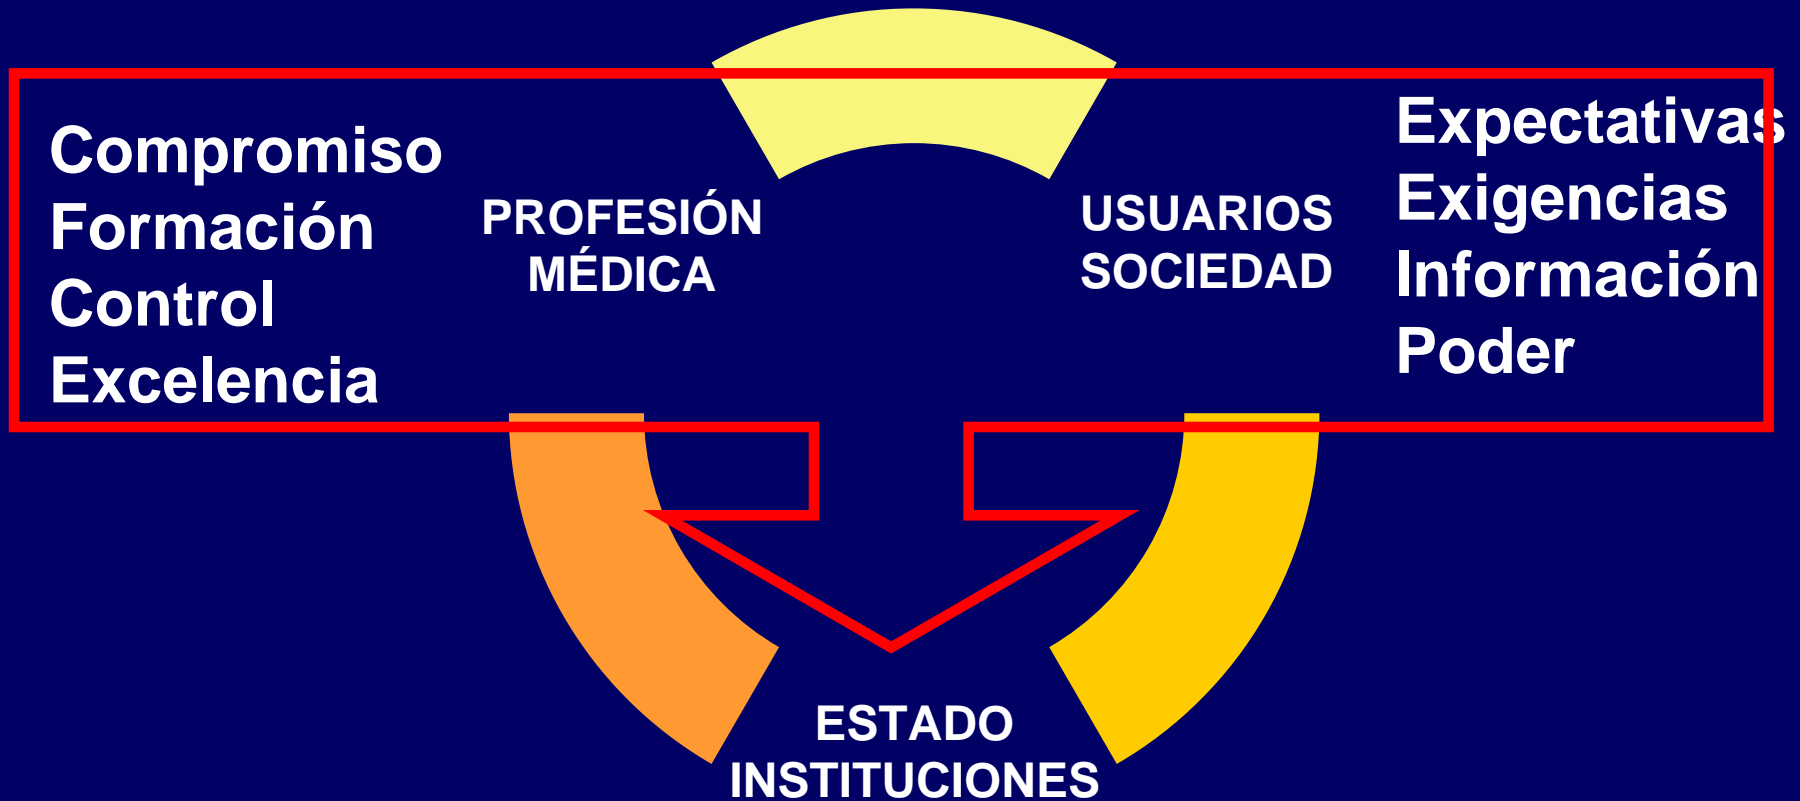 Compromiso
Formación
Control
Excelencia
PROFESIÓN
MÉDICA
USUARIOS
SOCIEDAD
Expectativas
Exigencias
Información
Poder
ESTADO
INSTITUCIONES